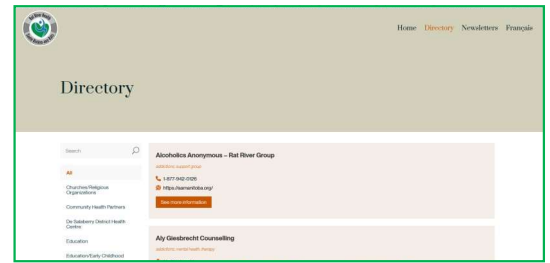 Home Directory Newsletters Français
Directory
Search
All
Churches/Religious
Organizations
Community Health Partners
De Salaberry District Health
Centre
Education
Education/Early Childhood
Alcoholics Anonymous – Rat River Group
addictions, support group
1-877-942-0126
https://aamanitoba.org/
See more information
Aly Giesbrecht Counselling
addictions, mental health, therapy